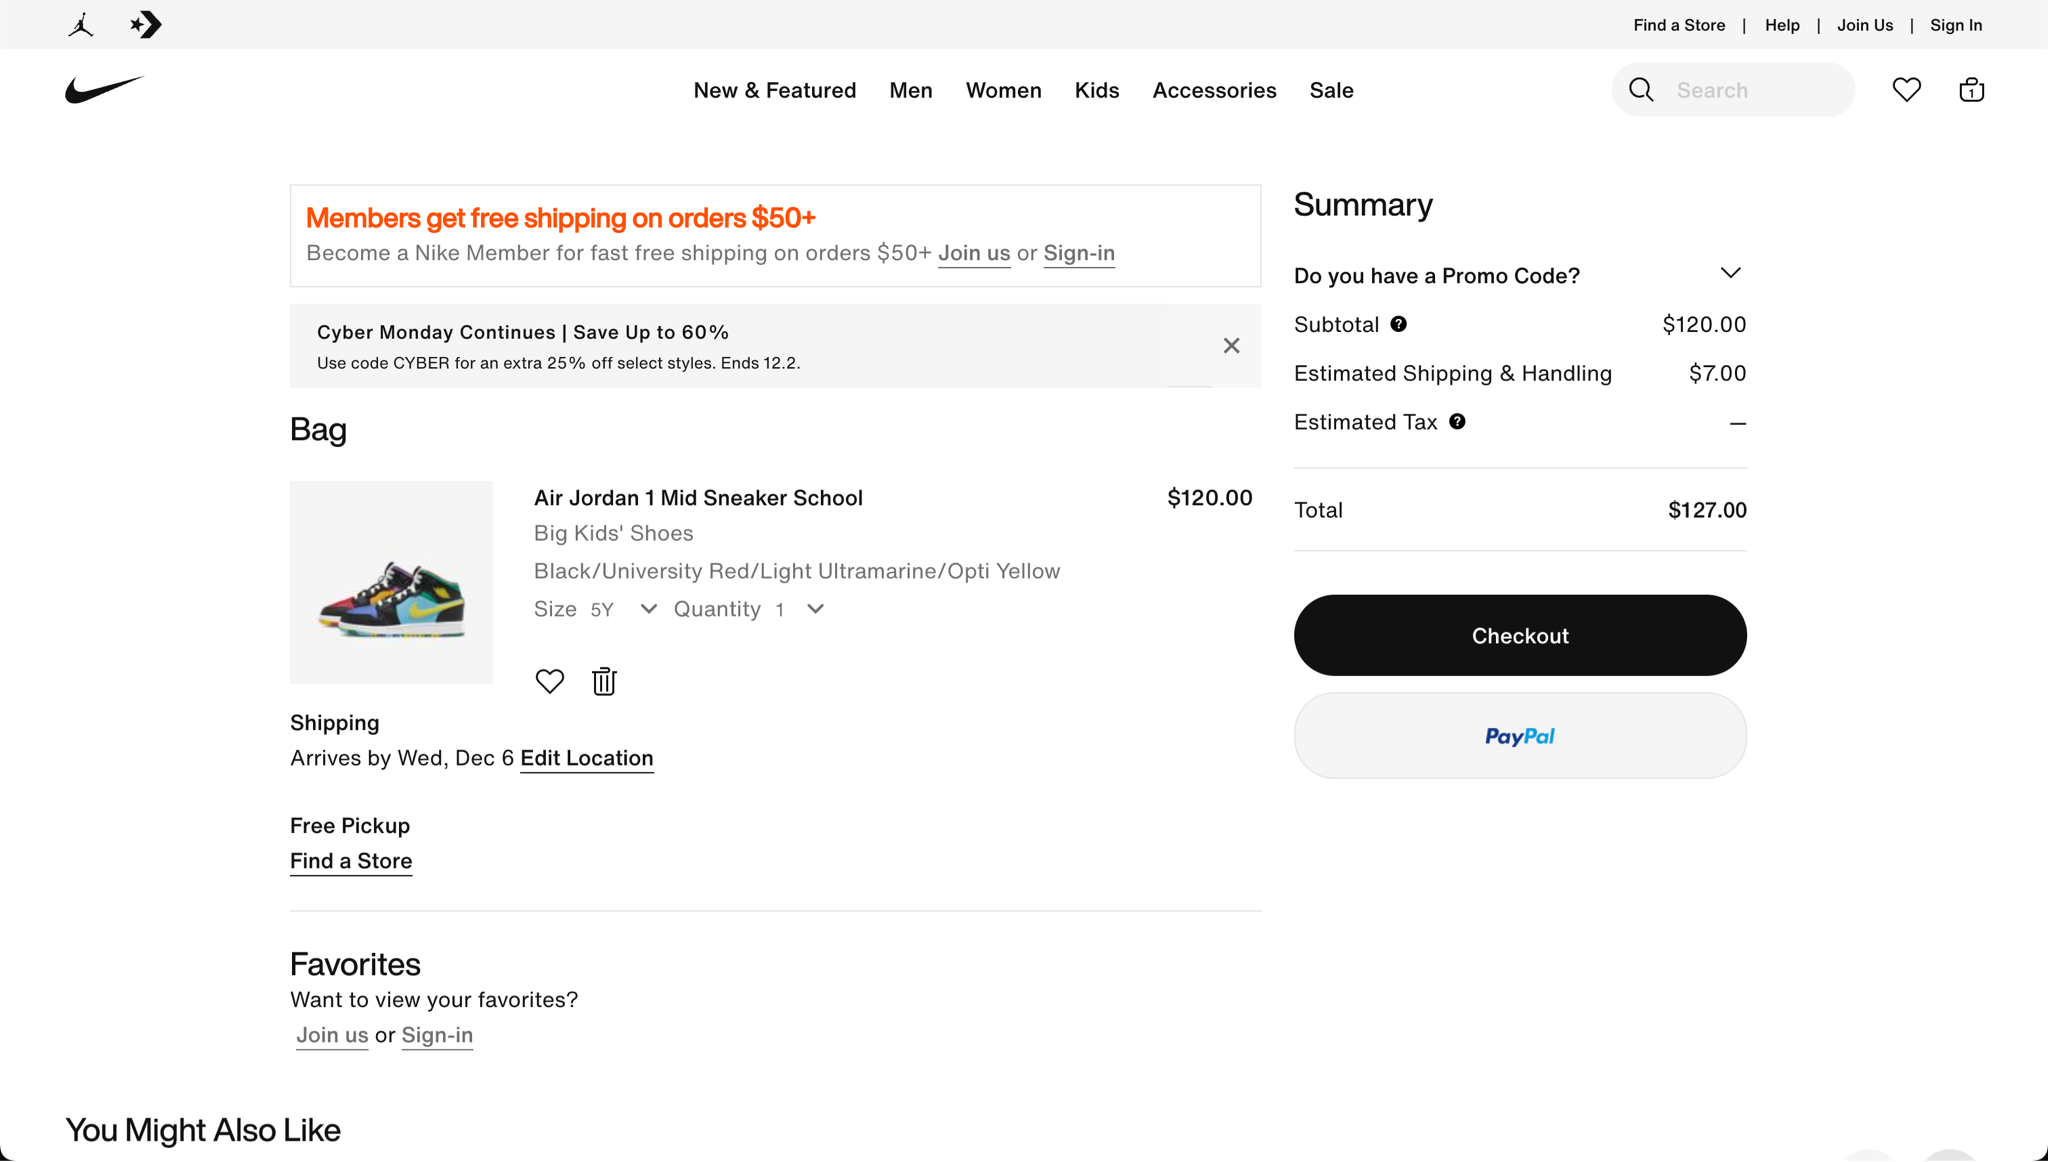 Find a Store | Help | Join Us | Sign In
New & Featured Men Women Kids Accessories Sale
Search
1
Members get free shipping on orders $50+
Become a Nike Member for fast free shipping on orders $50+ Join us or Sign-in
Cyber Monday Continues | Save Up to 60%
Use code CYBER for an extra 25% off select styles. Ends 12.2.
Bag
Air Jordan 1 Mid Sneaker School $120.00
Big Kids' Shoes
Black/University Red/Light Ultramarine/Opti Yellow
Size 5Y Quantity 1
Shipping
Arrives by Wed, Dec 6 Edit Location
Free Pickup
Find a Store
Favorites
Want to view your favorites?
Join us or Sign-in
Summary
Do you have a Promo Code?
Subtotal ? $120.00
Estimated Shipping & Handling $7.00
Estimated Tax ? —
Total $127.00
Checkout
PayPal
You Might Also Like